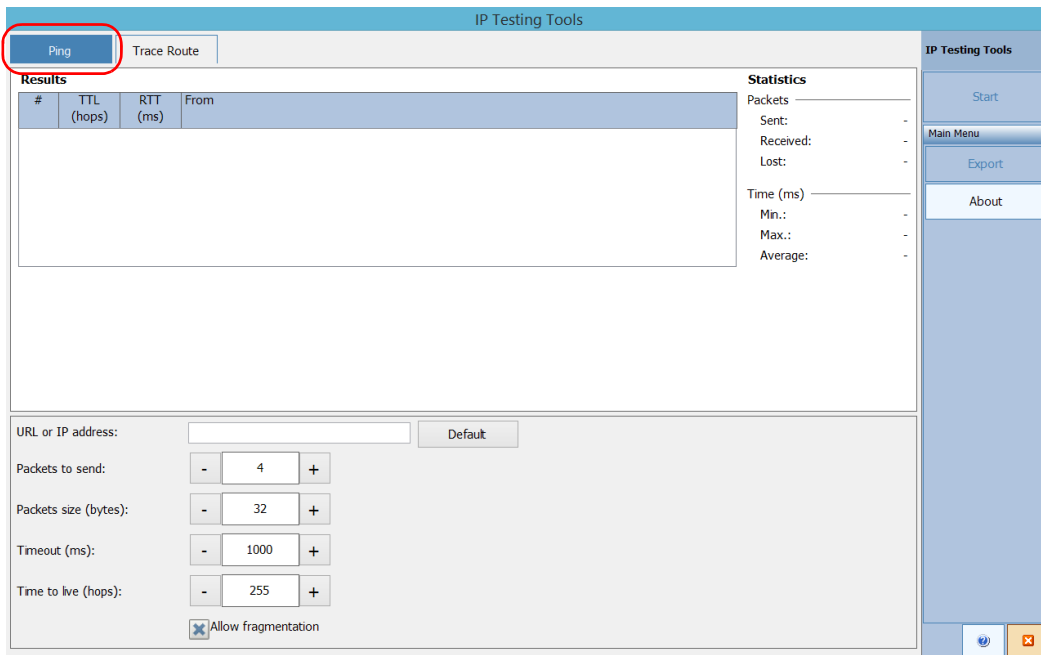 IP Testing Tools
Ping
Trace Route
Results
#
TTL
(hops)
RTT
(ms)
From
Statistics
Packets
Sent: -
Received: -
Lost: -
Time (ms)
Min.: -
Max.: -
Average: -
URL or IP address:
Default
Packets to send:
- 4 +
Packets size (bytes):
- 32 +
Timeout (ms):
- 1000 +
Time to live (hops):
- 255 +
Allow fragmentation
IP Testing Tools
Start
Main Menu
Export
About